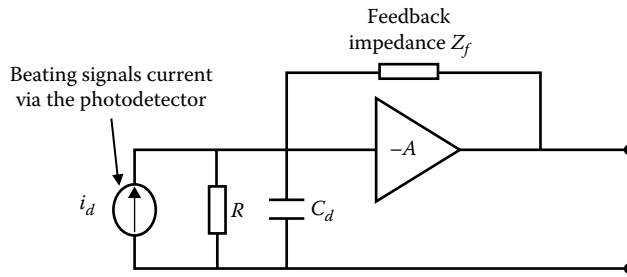 Feedback
impedance Z_f
Beating signals current
via the photodetector
–A
i_d
R
C_d